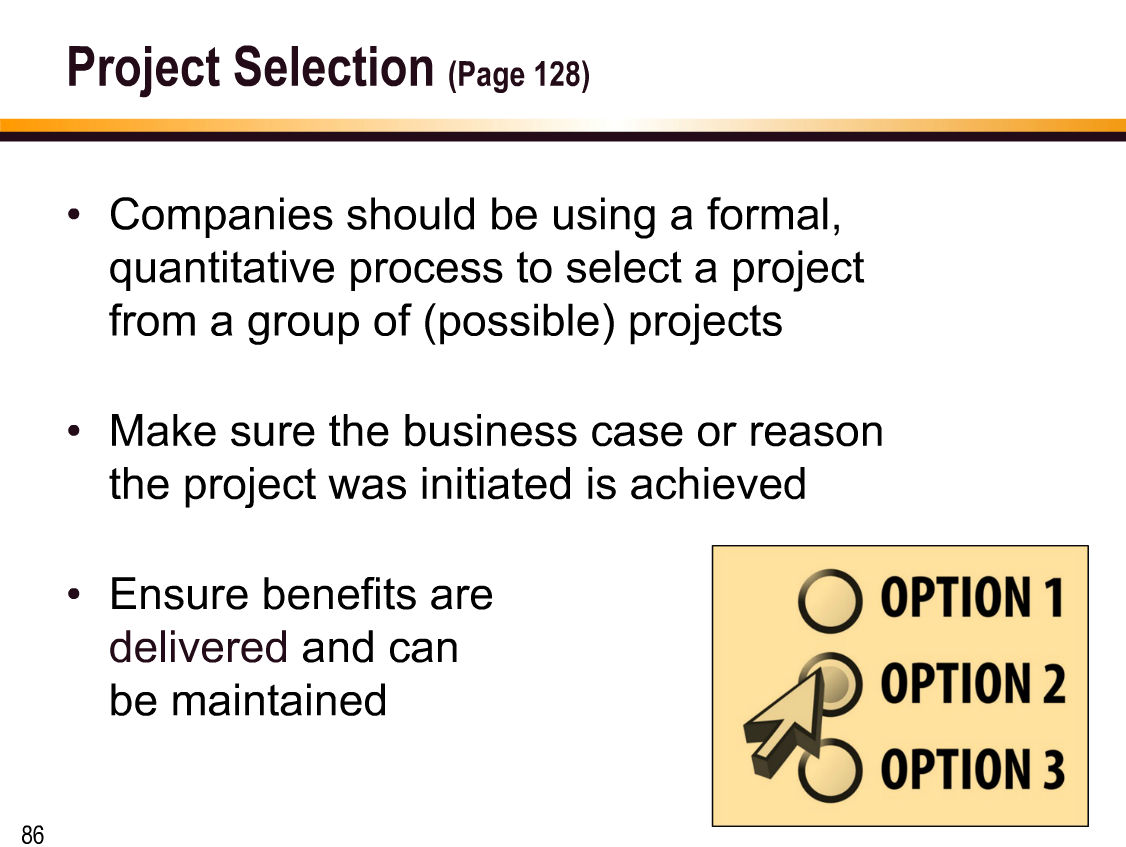 Project Selection (Page 128)
• Companies should be using a formal,
quantitative process to select a project
from a group of (possible) projects
• Make sure the business case or reason
the project was initiated is achieved
• Ensure benefits are
delivered and can
be maintained
OPTION 1
OPTION 2
OPTION 3
86